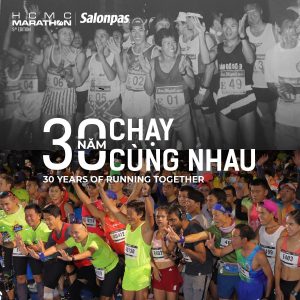 HCMC
MARATHON
5TH EDITION
Salonpas
30 NĂM CHẠY
CÙNG NHAU
30 YEARS OF RUNNING TOGETHER